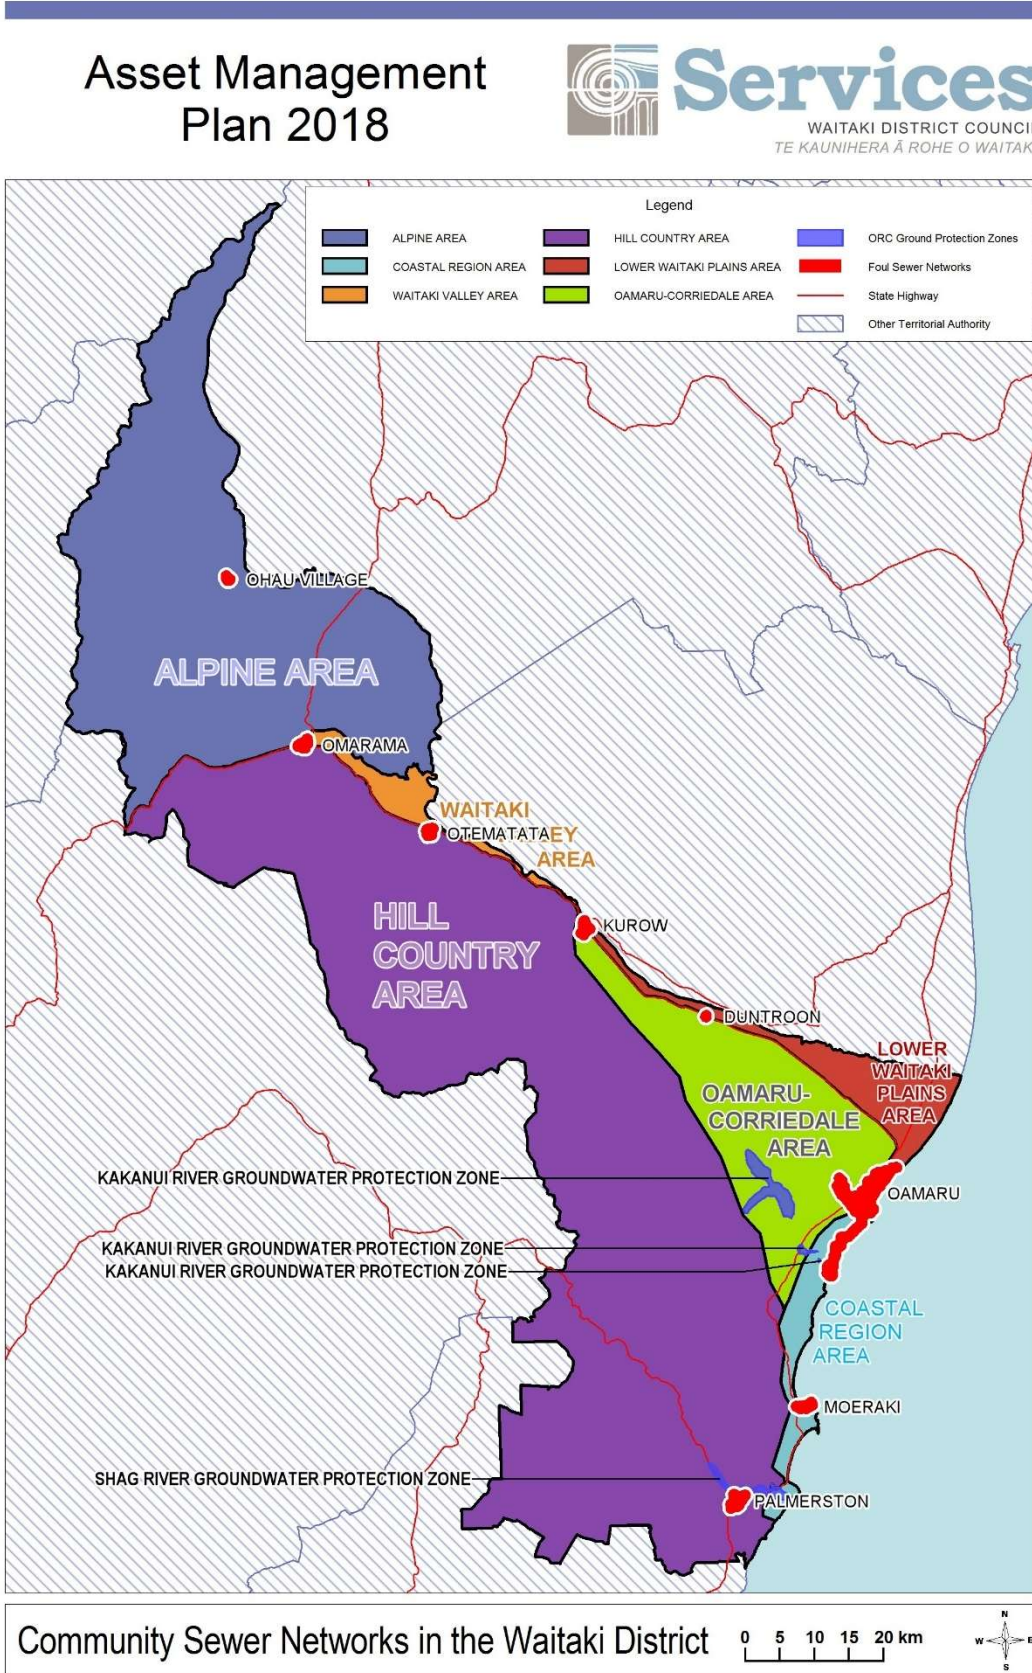 Asset Management
Plan 2018
Services
WAITAKI DISTRICT COUNCI
TE KAUNIHERA Ā ROHE O WAITAK
Legend
ALPINE AREA
HILL COUNTRY AREA
ORC Ground Protection Zones
COASTAL REGION AREA
LOWER WAITAKI PLAINS AREA
Foul Sewer Networks
WAITAKI VALLEY AREA
OAMARU-CORRIEDALE AREA
State Highway
Other Territorial Authority
OHAU VILLAGE
ALPINE AREA
OMARAMA
WAITAKI
OTEMATATA
EY
AREA
HILL
COUNTRY
AREA
KUROW
DUNTROON
LOWER
WAITAKI
PLAINS
AREA
OAMARU-
CORRIEDALE
AREA
KAKANUI RIVER GROUNDWATER PROTECTION ZONE
OAMARU
KAKANUI RIVER GROUNDWATER PROTECTION ZONE
KAKANUI RIVER GROUNDWATER PROTECTION ZONE
COASTAL
REGION
AREA
MOERAKI
SHAG RIVER GROUNDWATER PROTECTION ZONE
PALMERSTON
Community Sewer Networks in the Waitaki District
0 5 10 15 20 km
N
W E
S